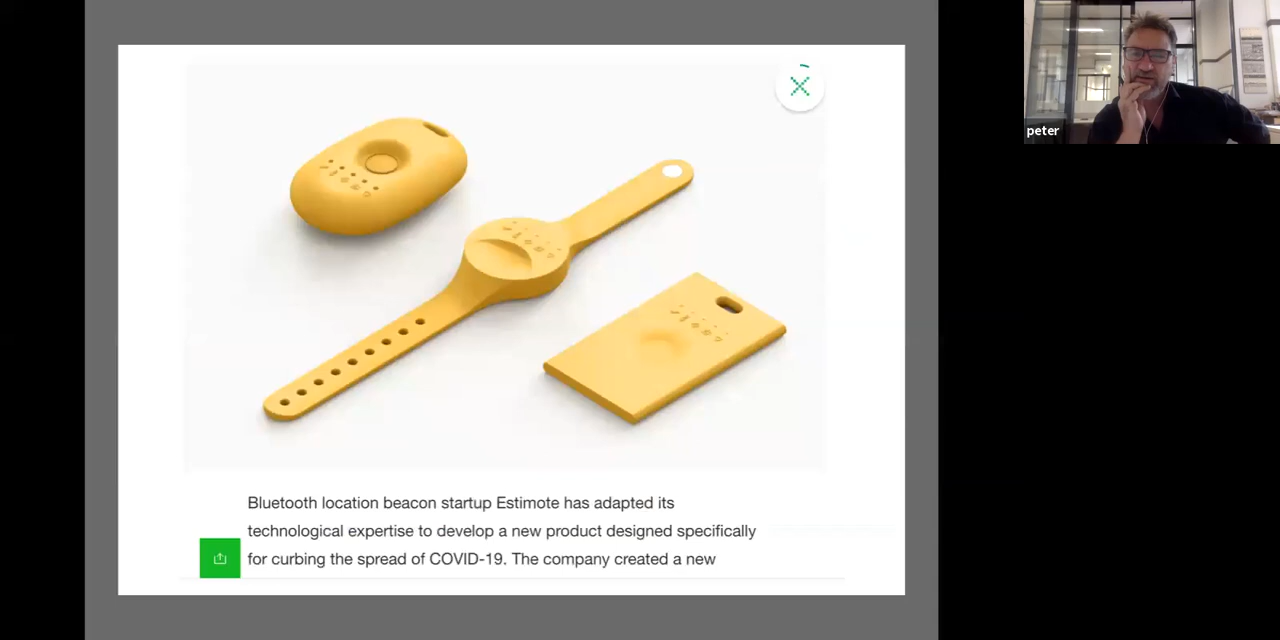 peter
Bluetooth location beacon startup Estimote has adapted its
technological expertise to develop a new product designed specifically
for curbing the spread of COVID-19. The company created a new